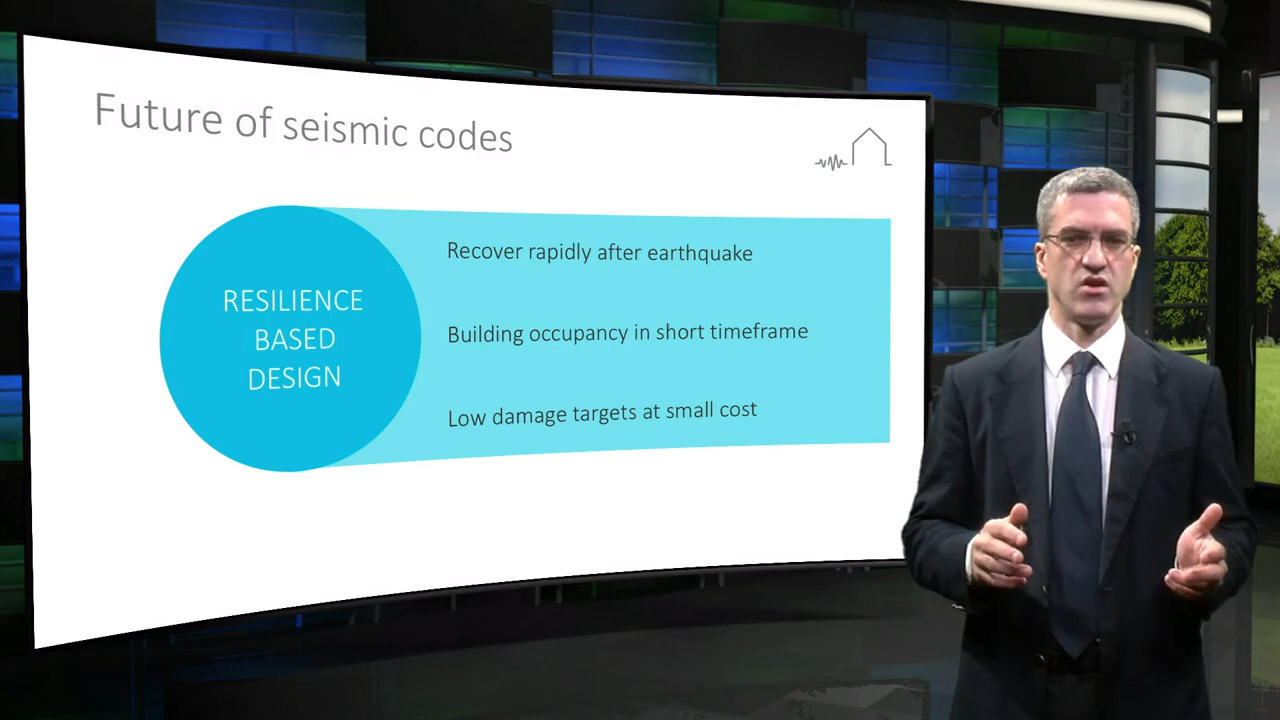 Future of seismic codes
RESILIENCE
BASED
DESIGN
Recover rapidly after earthquake
Building occupancy in short timeframe
Low damage targets at small cost